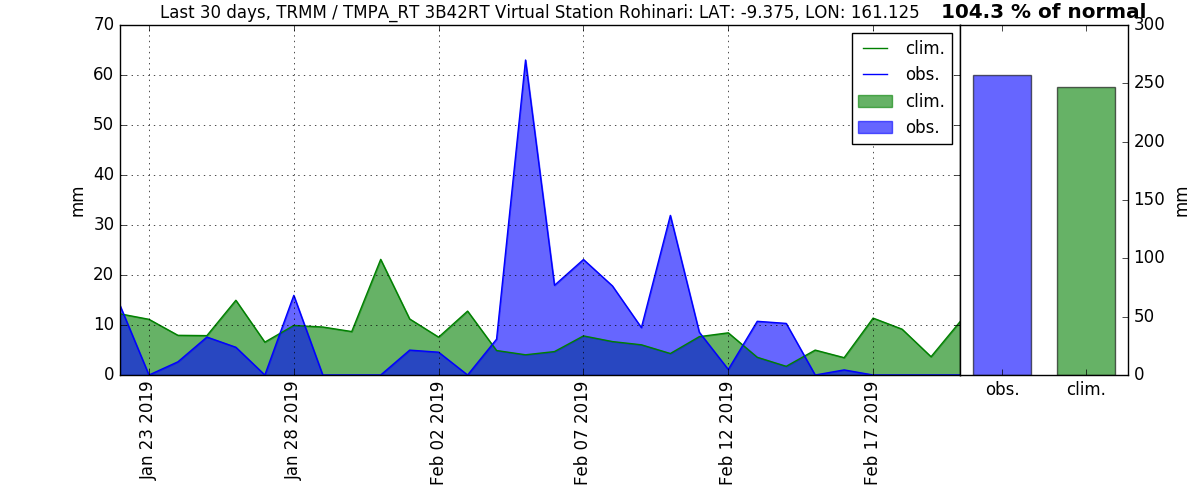 Last 30 days, TRMM / TMPA_RT 3B42RT Virtual Station Rohinari: LAT: -9.375, LON: 161.125
104.3 % of normal
70
60
50
40
30
20
10
0
mm
clim.
obs.
clim.
obs.
Jan 23 2019
Jan 28 2019
Feb 02 2019
Feb 07 2019
Feb 12 2019
Feb 17 2019
300
250
200
150
100
50
0
mm
obs.
clim.